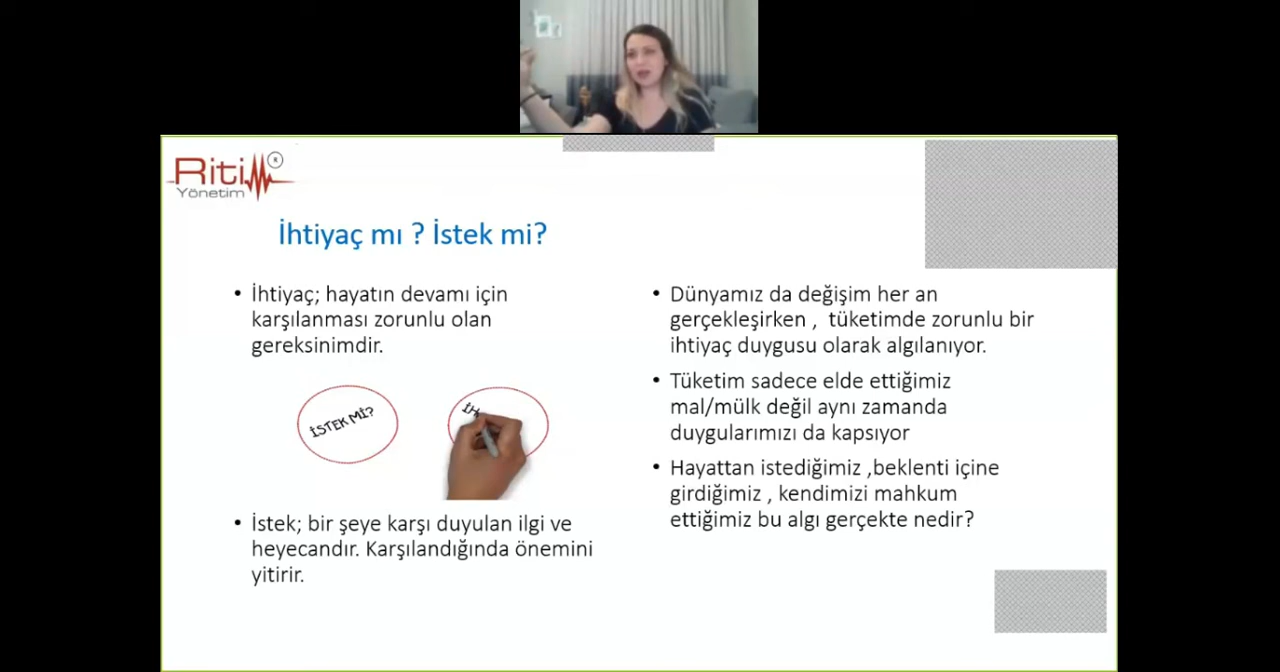 Ritim
Yönetim
İhtiyaç mı ? İstek mi?
• İhtiyaç; hayatın devamı için
karşılanması zorunlu olan
gereksinimdir.
İSTEK Mİ?
İH
• İstek; bir şeye karşı duyulan ilgi ve
heyecandır. Karşılandığında önemini
yitirir.
• Dünyamız da değişim her an
gerçekleşirken , tüketimde zorunlu bir
ihtiyaç duygusu olarak algılanıyor.
• Tüketim sadece elde ettiğimiz
mal/mülk değil aynı zamanda
duygularımızı da kapsıyor
• Hayattan istediğimiz ,beklenti içine
girdiğimiz , kendimizi mahkum
ettiğimiz bu algı gerçekte nedir?